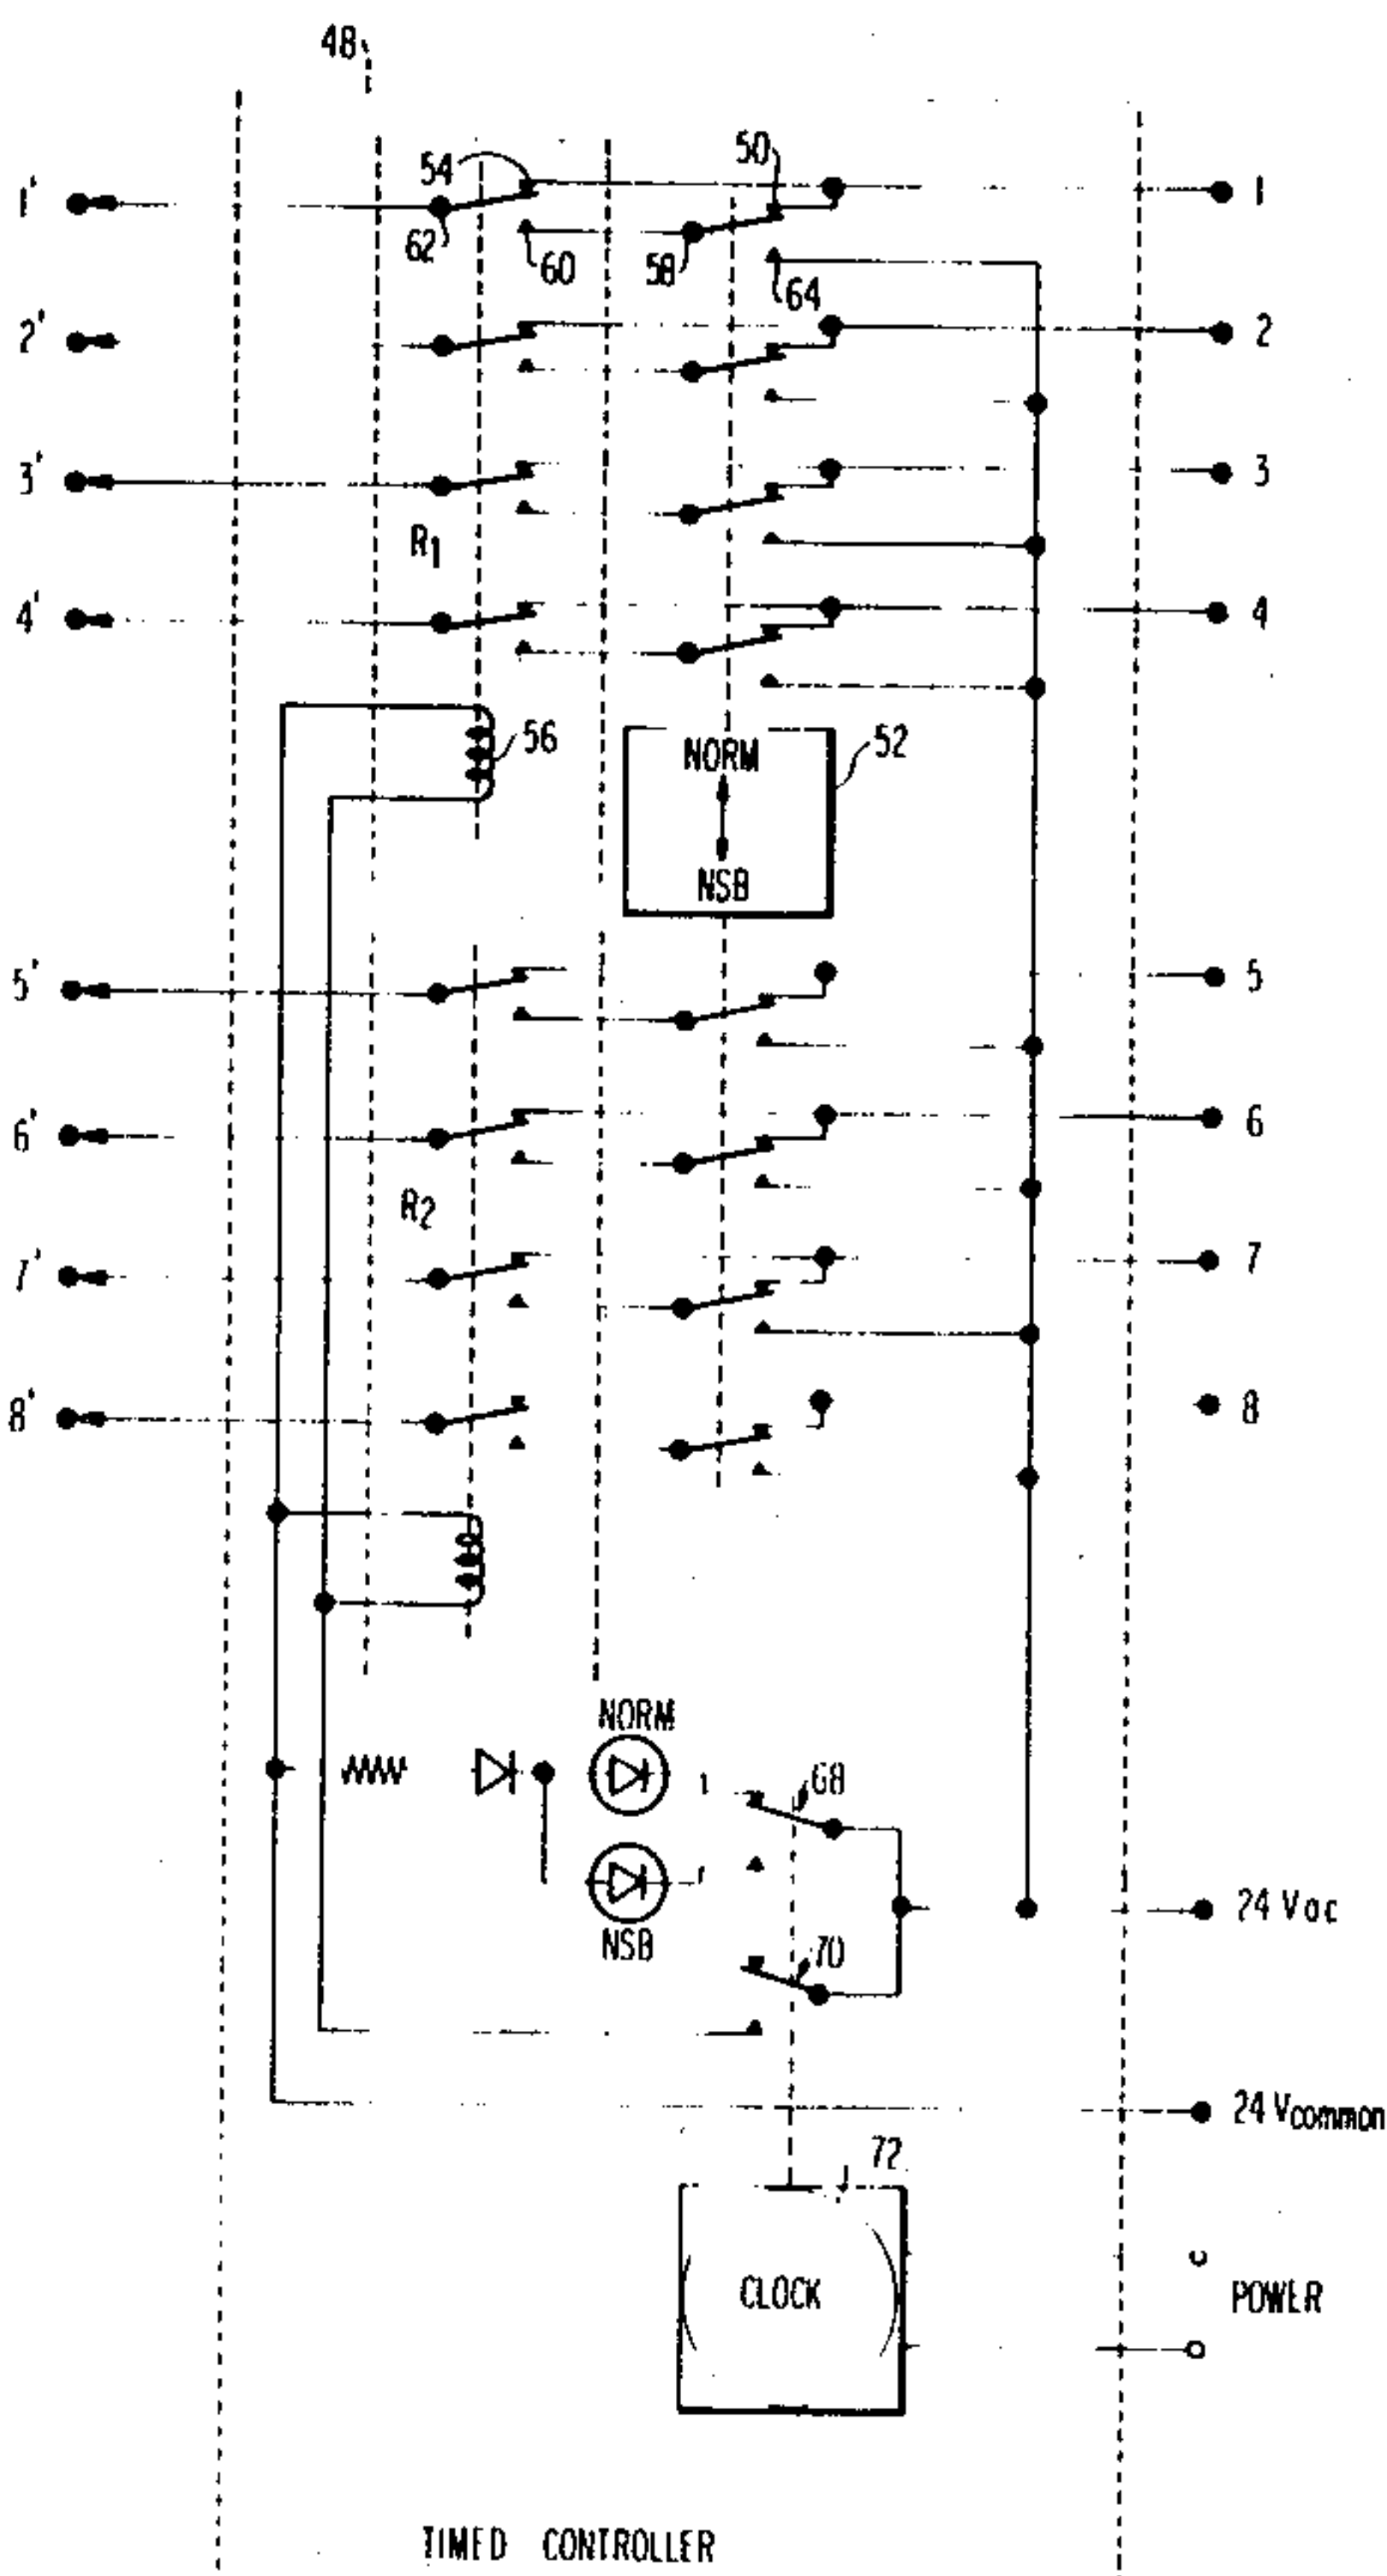 48
54
50
1'
1
62
60
58
64
2'
2
3'
3
R1
4'
4
56
NORM
52
NSB
5'
5
6'
6
R2
7'
7
8'
8
NORM
68
NSB
24 Vac
70
24 Vcommon
72
CLOCK
POWER
TIMED CONTROLLER